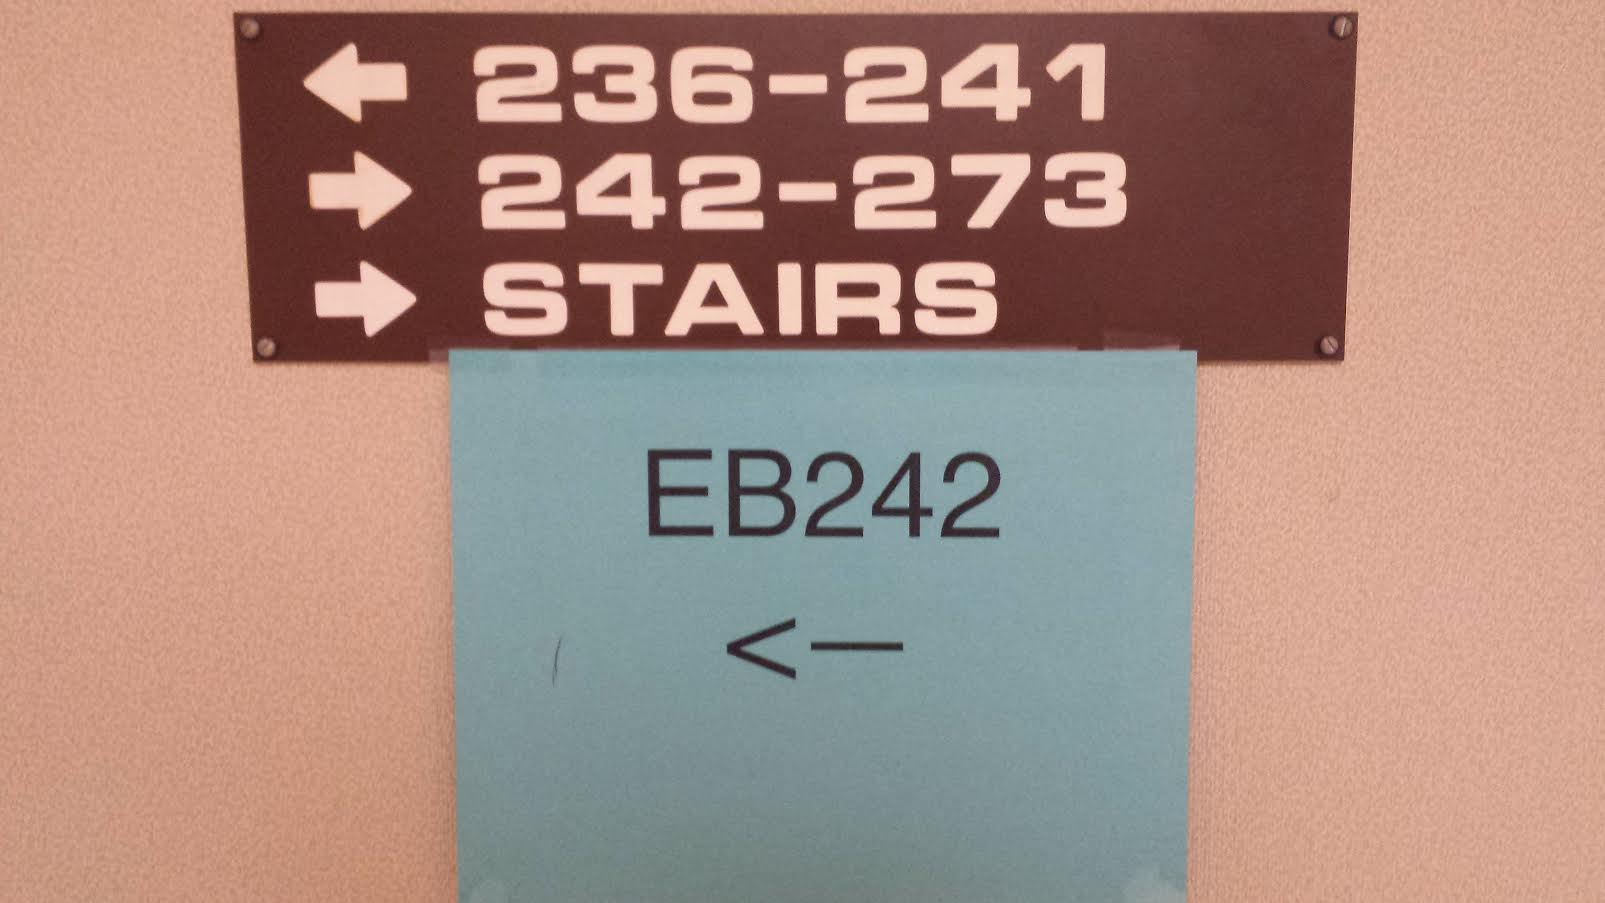 ← 236-241
→ 242-273
→ STAIRS
EB242
<—